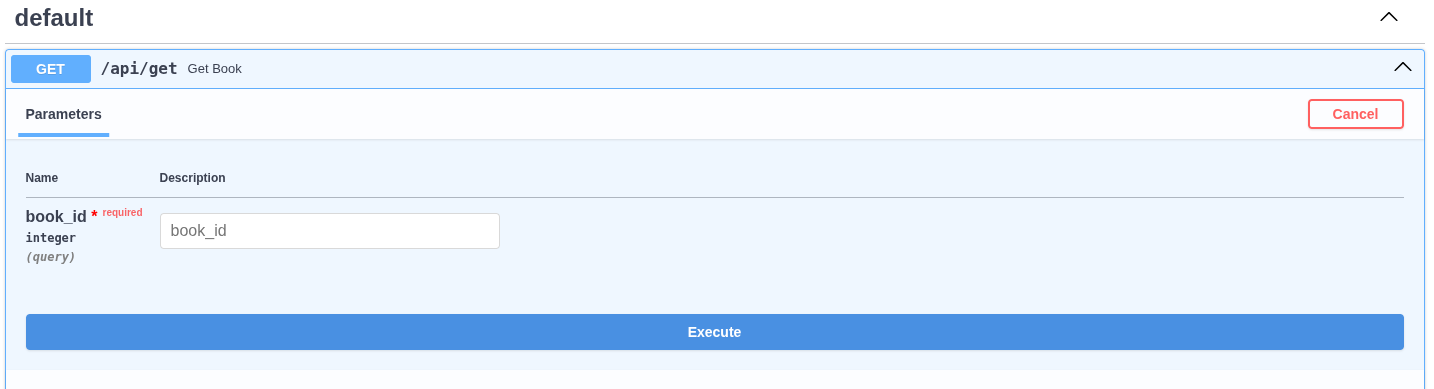 default
GET /api/get Get Book
Parameters Cancel
Name Description
book_id * required
integer
(query)
book_id
Execute